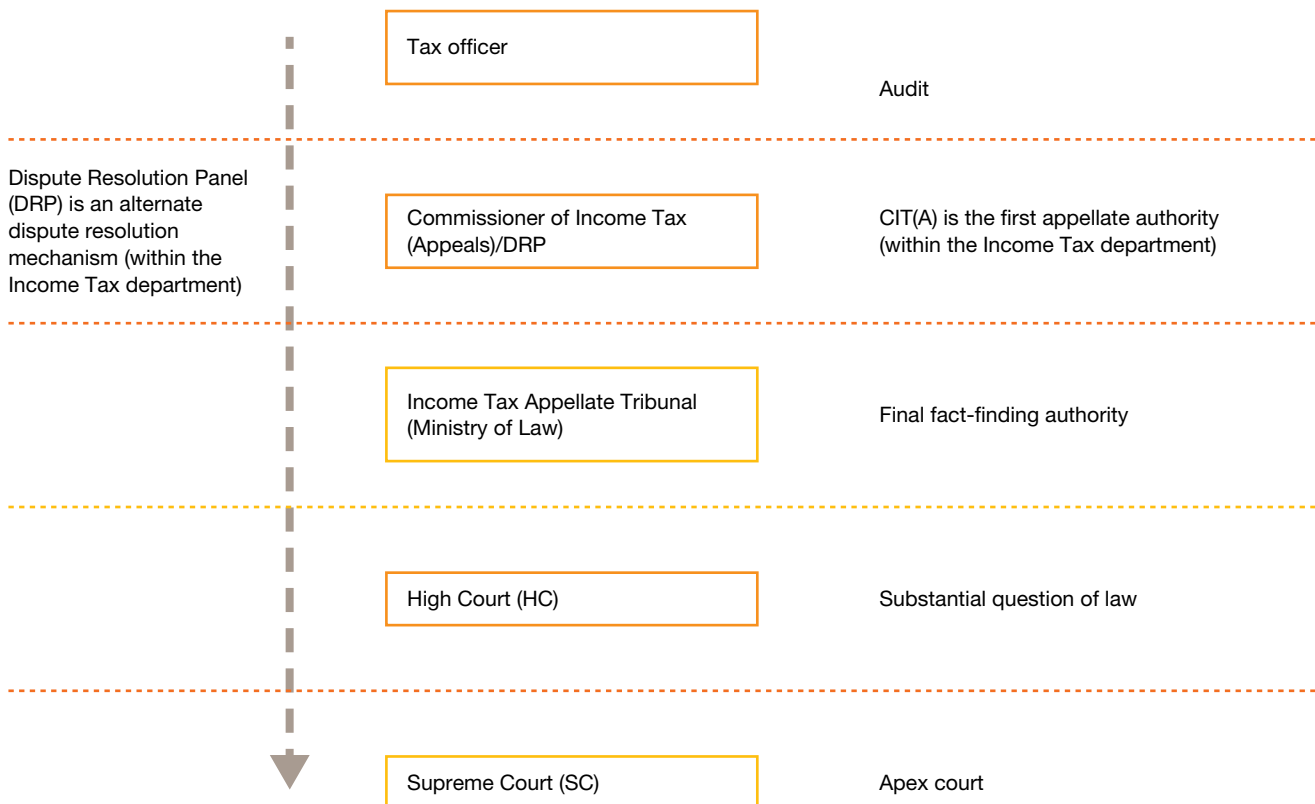 Tax officer
Audit
Dispute Resolution Panel
(DRP) is an alternate
dispute resolution
mechanism (within the
Income Tax department)
Commissioner of Income Tax
(Appeals)/DRP
CIT(A) is the first appellate authority
(within the Income Tax department)
Income Tax Appellate Tribunal
(Ministry of Law)
Final fact-finding authority
High Court (HC)
Substantial question of law
Supreme Court (SC)
Apex court